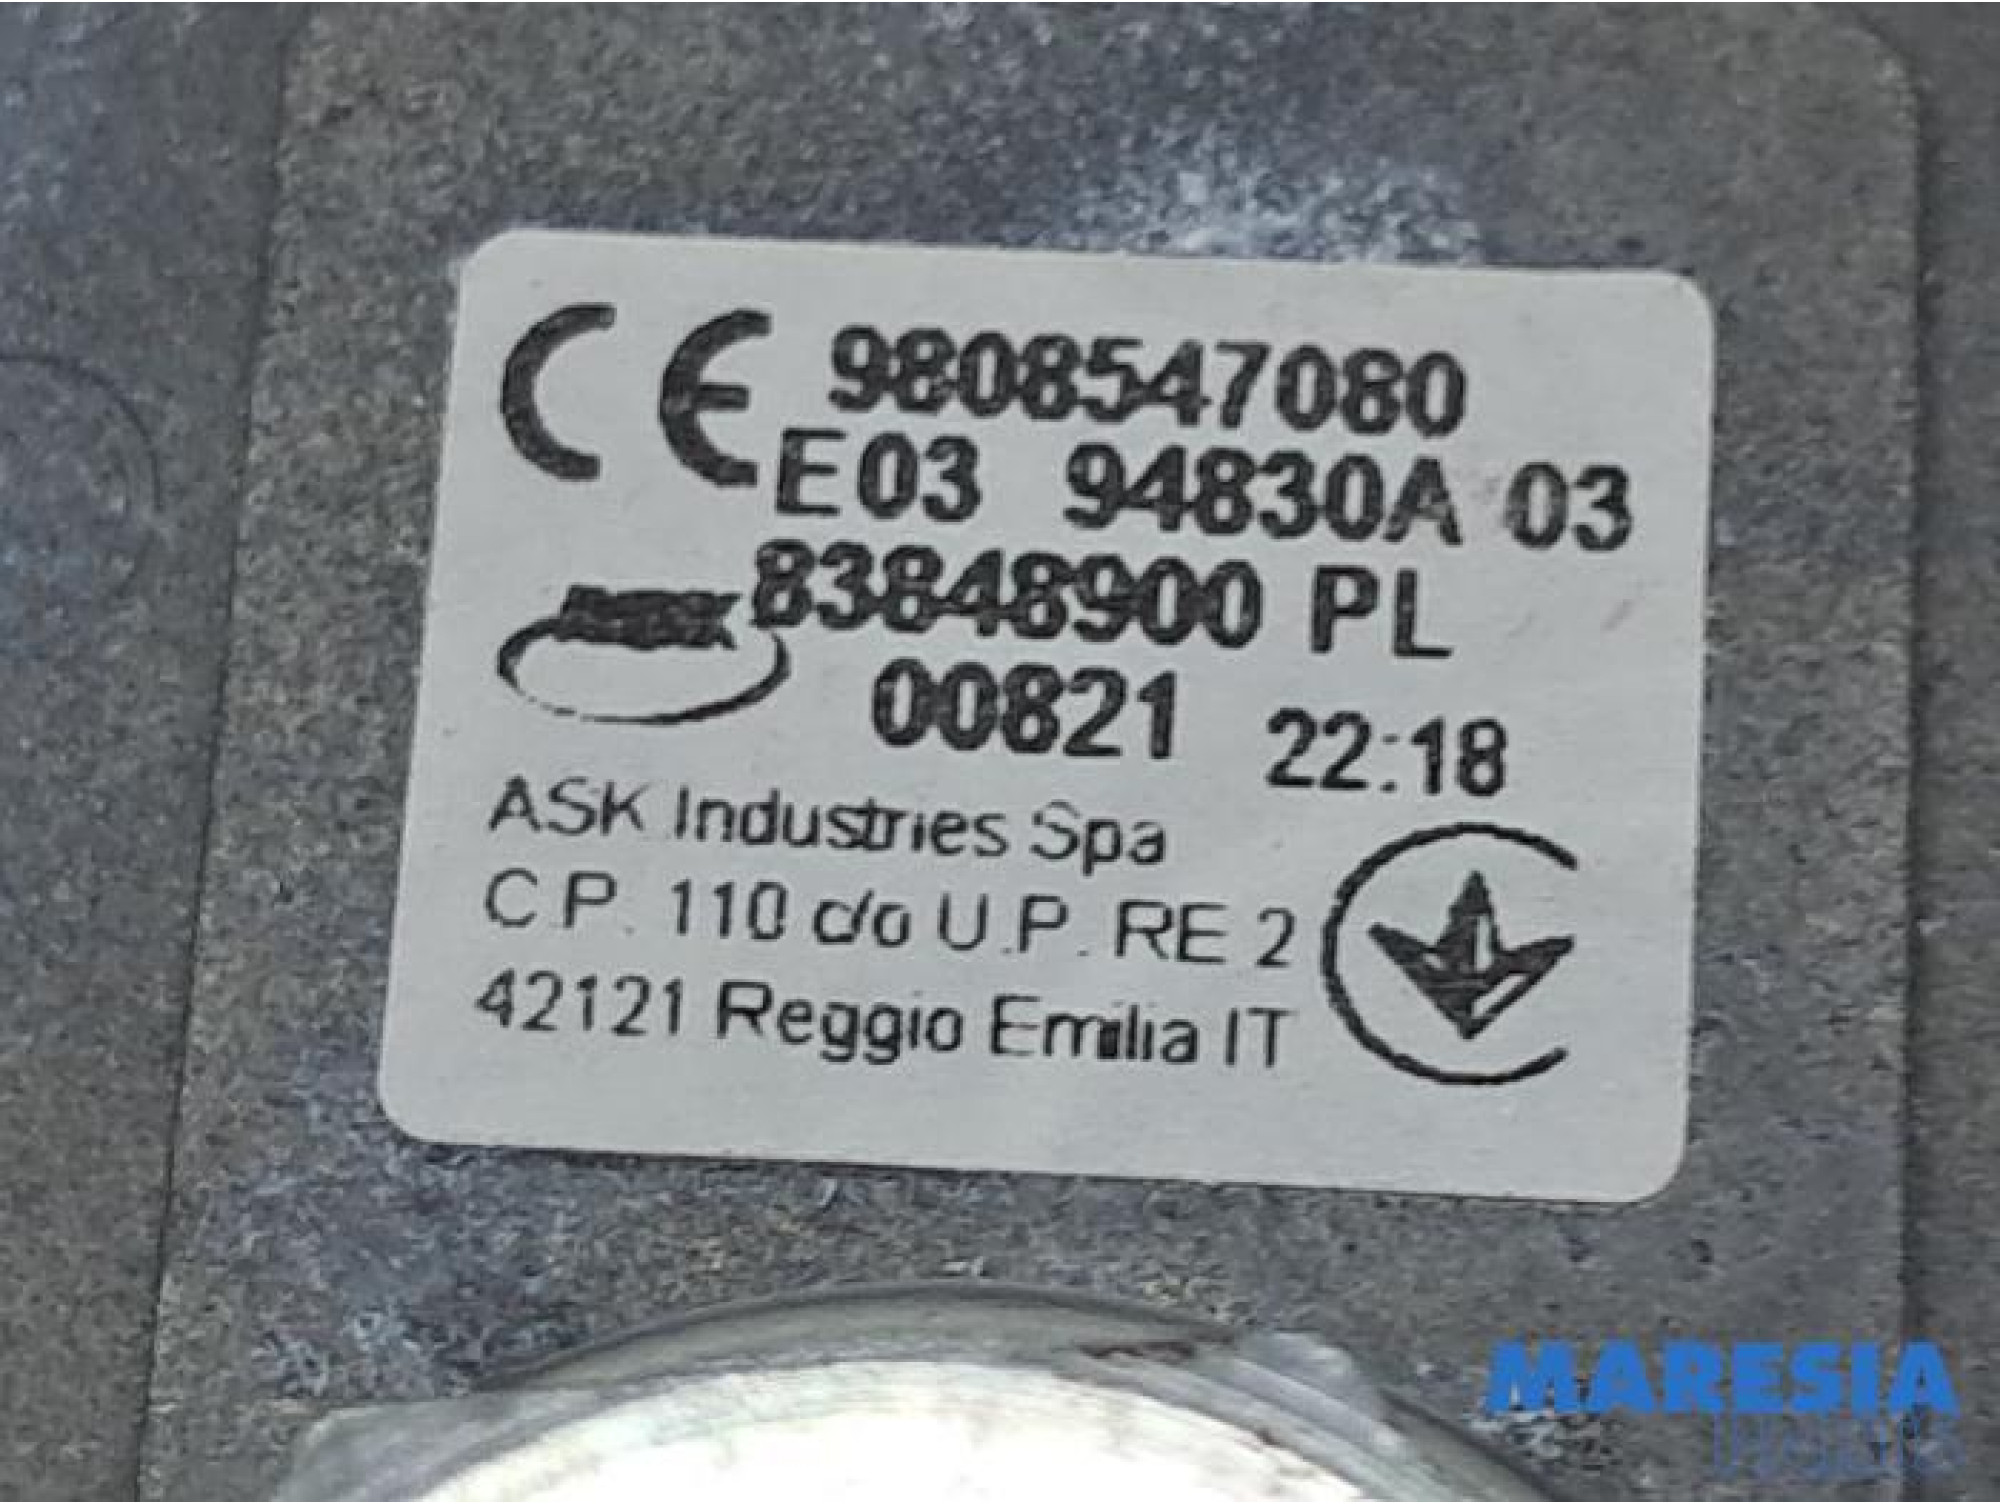 CE 9808547080
E03 94830A 03
83848900 PL
00821 22:18
ASK Industries Spa
C.P. 110 c/o U.P. RE 2
42121 Reggio Emilia IT
MARESIA